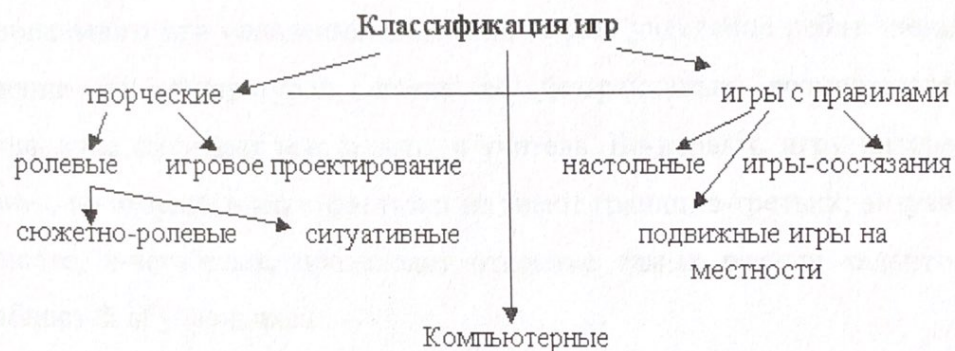 Классификация игр
творческие игры с правилами
ролевые игровое проектирование настольные игры-состязания
сюжетно-ролевые ситуативные подвижные игры на
местности
Компьютерные